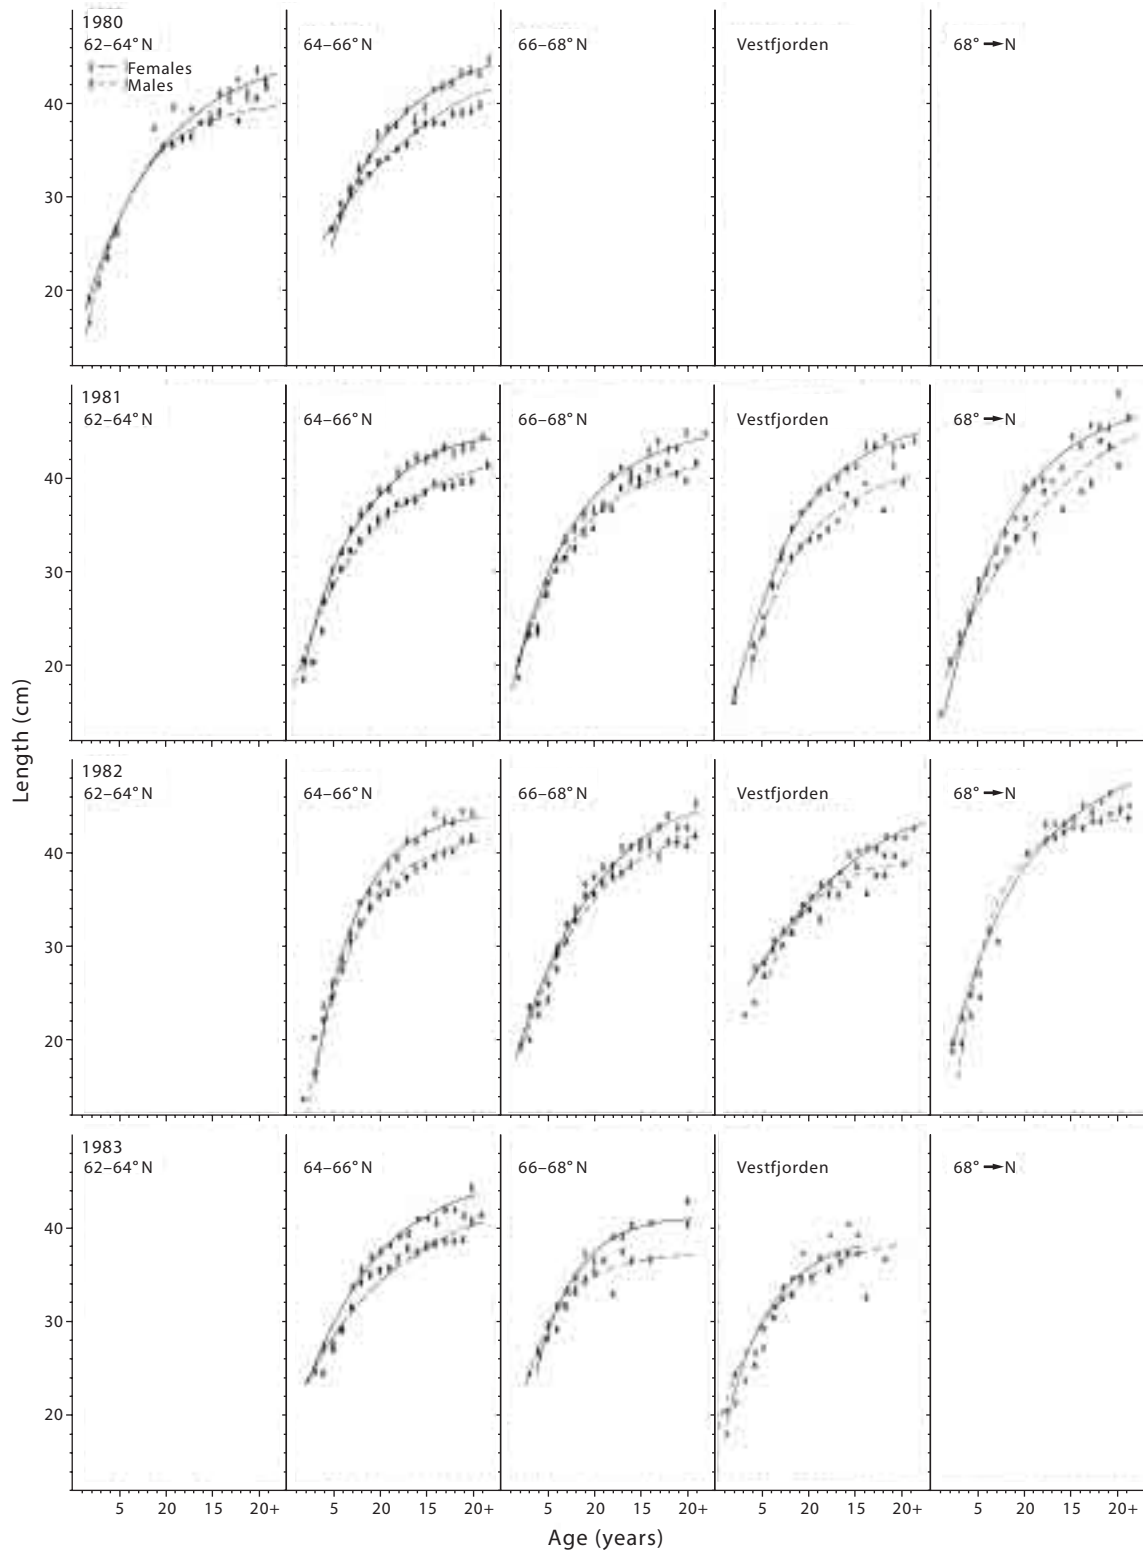 1980
62–64° N
64–66° N
66–68° N
Vestfjorden
68° → N
Females
Males
40
30
20
1981
62–64° N
64–66° N
66–68° N
Vestfjorden
68° → N
40
30
20
Length (cm)
1982
62–64° N
64–66° N
66–68° N
Vestfjorden
68° → N
40
30
20
1983
62–64° N
64–66° N
66–68° N
Vestfjorden
68° → N
40
30
20
5 20 15 20+ 5 20 15 20+ 5 20 15 20+ 5 20 15 20+ 5 20 15 20+
Age (years)